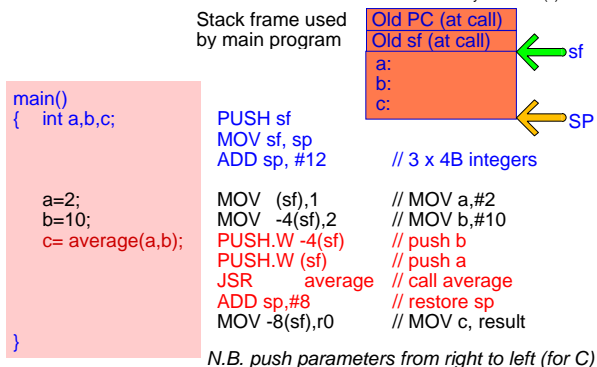 Stack frame used
by main program
Old PC (at call)
Old sf (at call)
a:
b:
c:
sf
SP
main()
{ int a,b,c; PUSH sf
MOV sf, sp
ADD sp, #12 // 3 x 4B integers
a=2; MOV (sf),1 // MOV a,#2
b=10; MOV -4(sf),2 // MOV b,#10
c= average(a,b); PUSH.W -4(sf) // push b
PUSH.W (sf) // push a
JSR average // call average
ADD sp,#8 // restore sp
MOV -8(sf),r0 // MOV c, result
}
N.B. push parameters from right to left (for C)